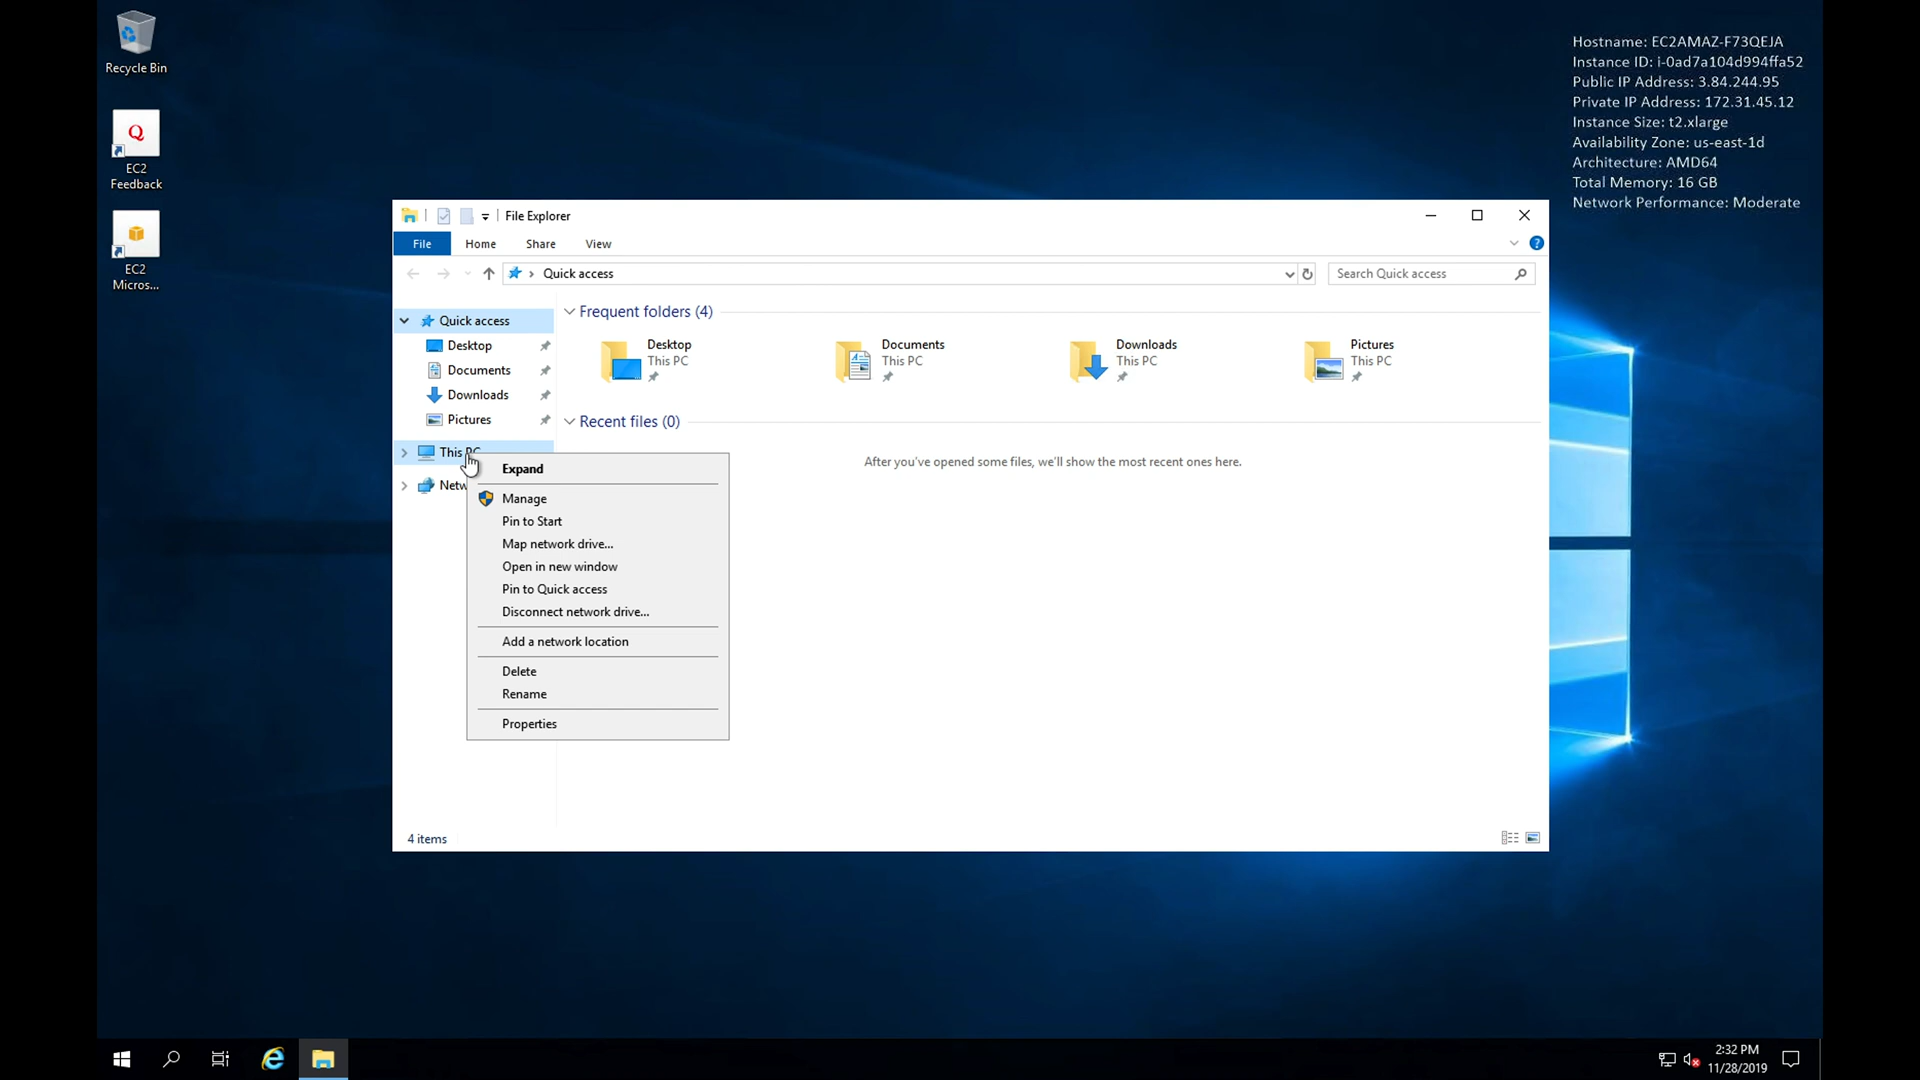 Recycle Bin
EC2
Feedback
EC2
Micros...
Hostname: EC2AMAZ-F73QEJA
Instance ID: i-0ad7a104d994ffa52
Public IP Address: 3.84.244.95
Private IP Address: 172.31.45.12
Instance Size: t2.xlarge
Availability Zone: us-east-1d
Architecture: AMD64
Total Memory: 16 GB
Network Performance: Moderate
File Explorer
File Home Share View
Quick access
Search Quick access
Quick access
Desktop
Documents
Downloads
Pictures
This PC
Netw
Frequent folders (4)
Desktop
This PC
Documents
This PC
Downloads
This PC
Pictures
This PC
Recent files (0)
After you've opened some files, we'll show the most recent ones here.
Expand
Manage
Pin to Start
Map network drive...
Open in new window
Pin to Quick access
Disconnect network drive...
Add a network location
Delete
Rename
Properties
4 items
2:32 PM
11/28/2019